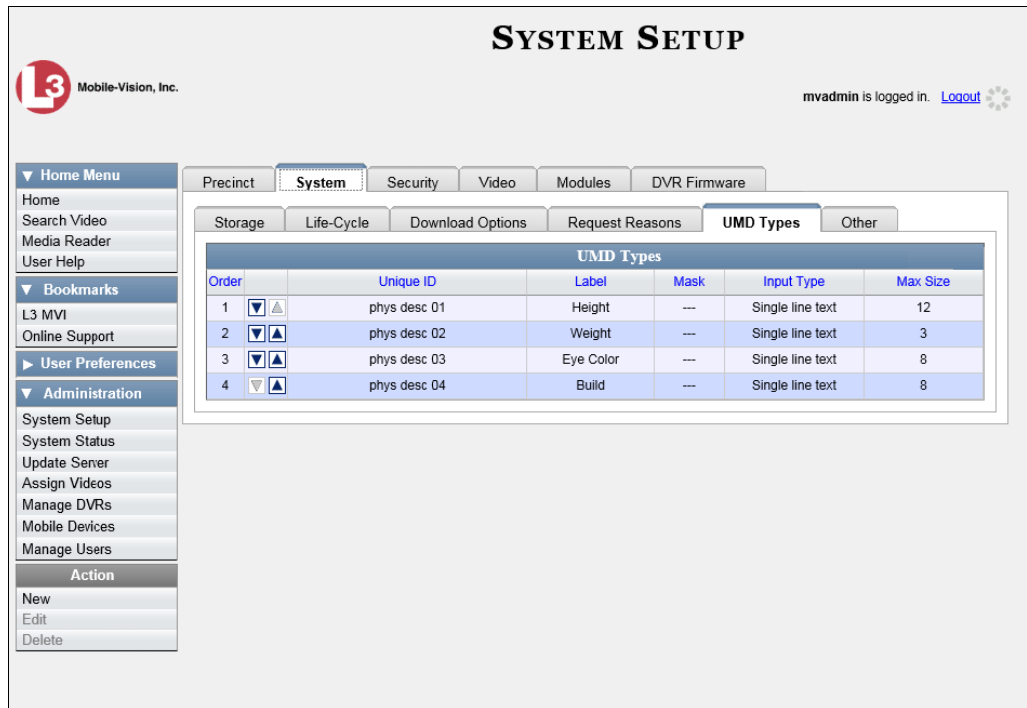 SYSTEM SETUP
L3 Mobile-Vision, Inc.
mvadmin is logged in. Logout
▼ Home Menu
Home
Search Video
Media Reader
User Help
▼ Bookmarks
L3 MVI
Online Support
▶ User Preferences
▼ Administration
System Setup
System Status
Update Server
Assign Videos
Manage DVRs
Mobile Devices
Manage Users
Action
New
Edit
Delete
Precinct System Security Video Modules DVR Firmware
Storage Life-Cycle Download Options Request Reasons UMD Types Other
UMD Types
Order Unique ID Label Mask Input Type Max Size
1 phys desc 01 Height --- Single line text 12
2 phys desc 02 Weight --- Single line text 3
3 phys desc 03 Eye Color --- Single line text 8
4 phys desc 04 Build --- Single line text 8